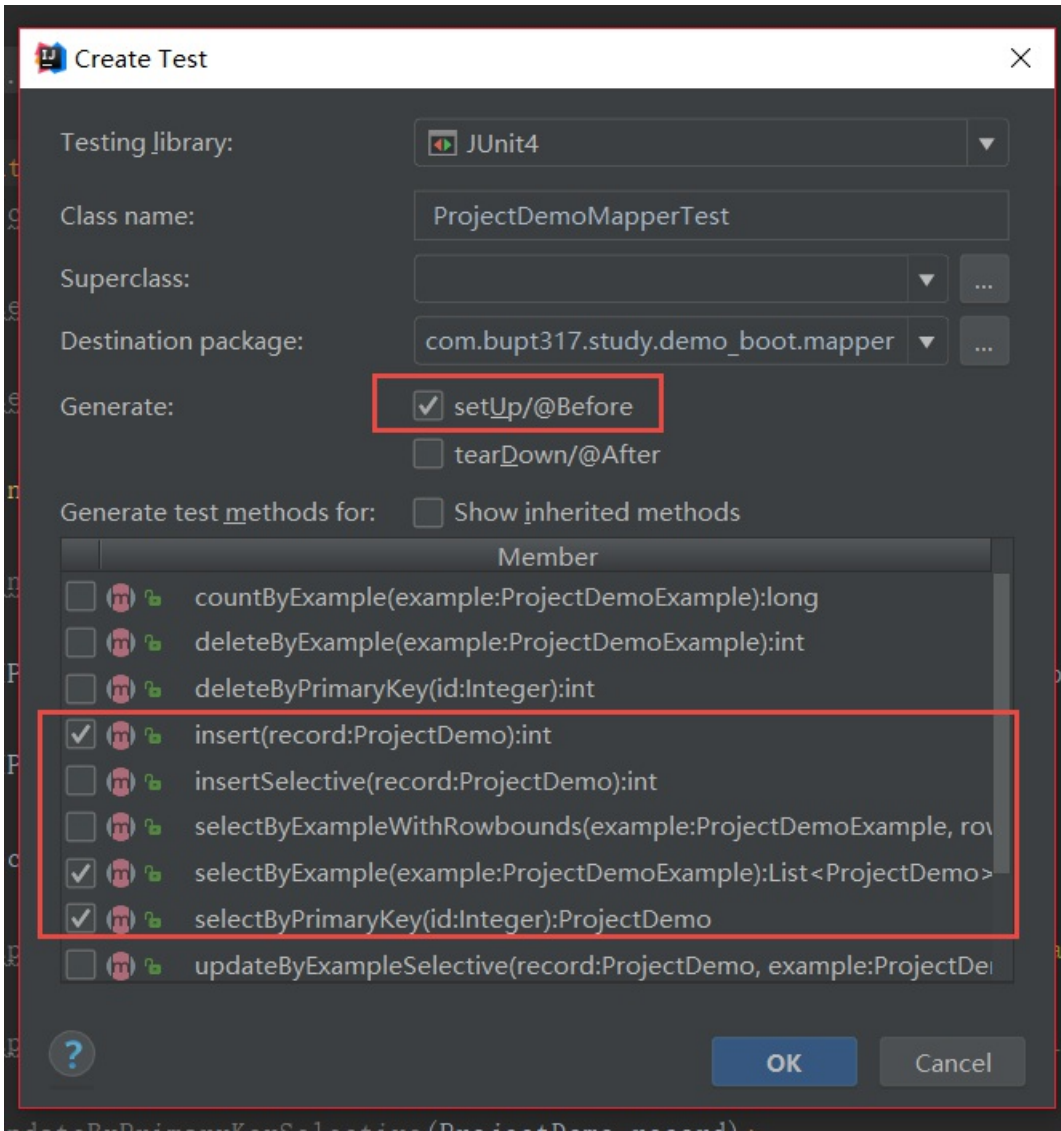 Create Test
Testing library:
JUnit4
Class name:
ProjectDemoMapperTest
Superclass:
...
Destination package:
com.bupt317.study.demo_boot.mapper
...
Generate:
setUp/@Before
tearDown/@After
Generate test methods for:
Show inherited methods
Member
countByExample(example:ProjectDemoExample):long
deleteByExample(example:ProjectDemoExample):int
deleteByPrimaryKey(id:Integer):int
insert(record:ProjectDemo):int
insertSelective(record:ProjectDemo):int
selectByExampleWithRowbounds(example:ProjectDemoExample,
selectByExample(example:ProjectDemoExample):List<ProjectDemo>
selectByPrimaryKey(id:Integer):ProjectDemo
updateByExampleSelective(record:ProjectDemo,
?
OK
Cancel